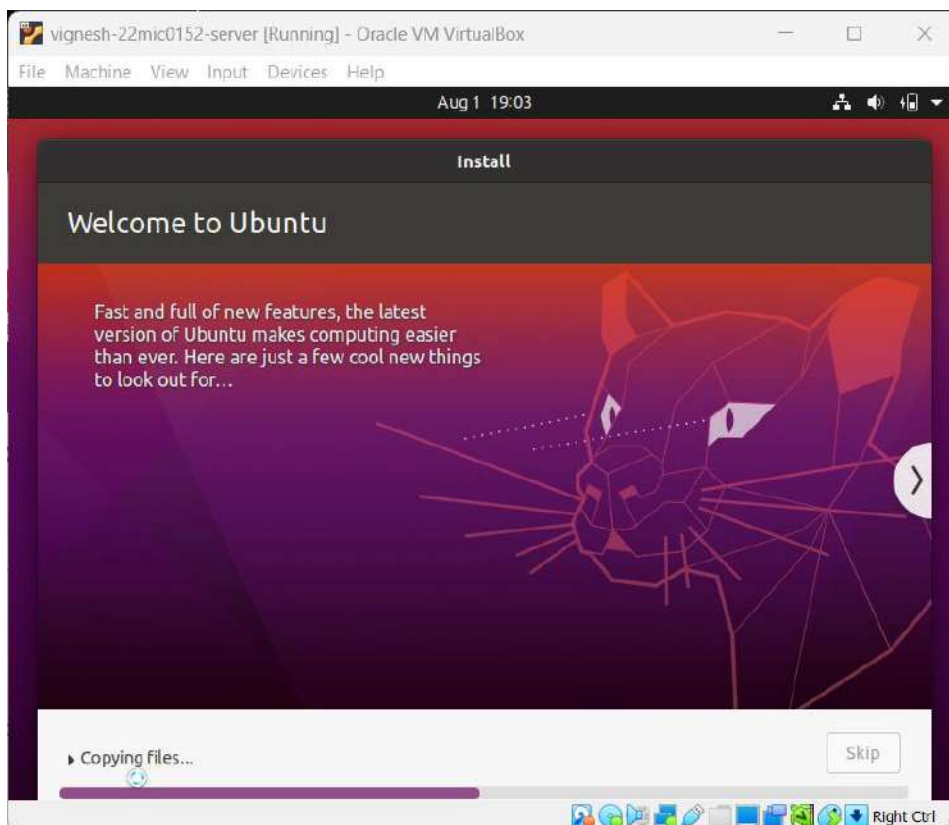 vignesh-22mic0152-server [Running] - Oracle VM VirtualBox
File Machine View Input Devices Help
Aug 1 19:03
Install
Welcome to Ubuntu
Fast and full of new features, the latest
version of Ubuntu makes computing easier
than ever. Here are just a few cool new things
to look out for...
Copying files...
Skip
Right Ctrl